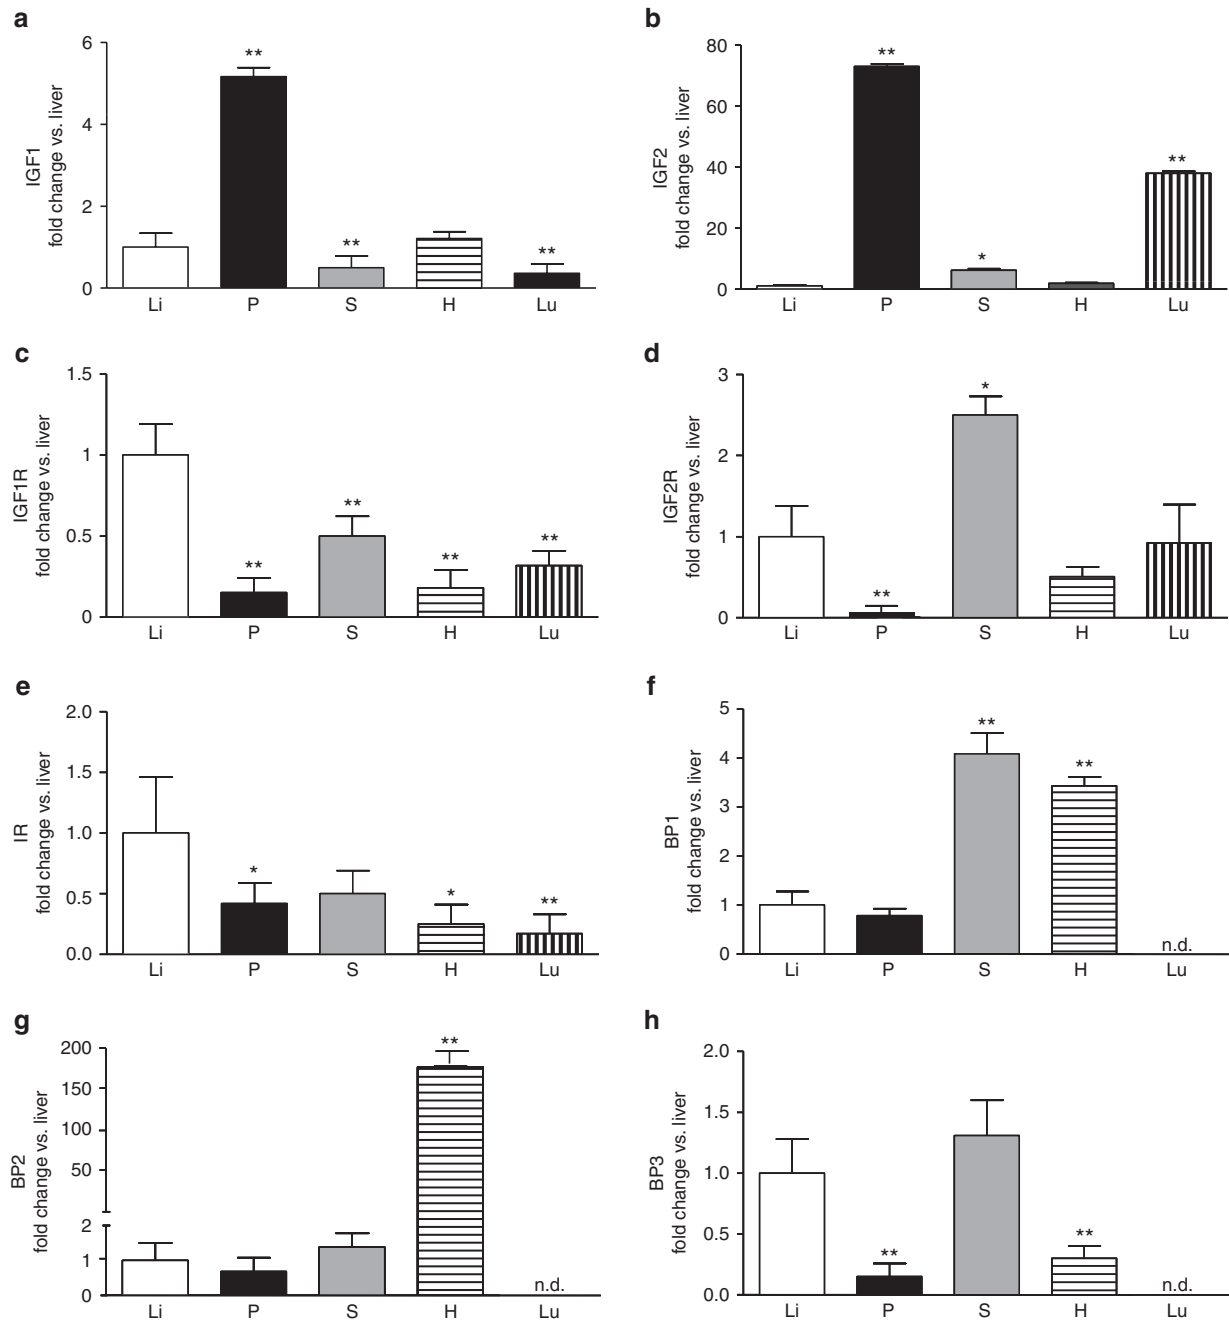 a
IGF1
fold change vs. liver
6
4
2
0
**
**
**
Li P S H Lu
b
IGF2
fold change vs. liver
80
60
40
20
0
**
*
**
Li P S H Lu
c
IGF1R
fold change vs. liver
1.5
1
0.5
0
**
**
**
**
Li P S H Lu
d
IGF2R
fold change vs. liver
3
2
1
0
**
*
Li P S H Lu
e
IR
fold change vs. liver
2.0
1.5
1.0
0.5
0.0
*
*
**
Li P S H Lu
f
BP1
fold change vs. liver
5
4
3
2
1
0
**
**
n.d.
Li P S H Lu
g
BP2
fold change vs. liver
200
150
100
50
2
1
0
**
n.d.
Li P S H Lu
h
BP3
fold change vs. liver
2.0
1.5
1.0
0.5
0.0
**
**
n.d.
Li P S H Lu